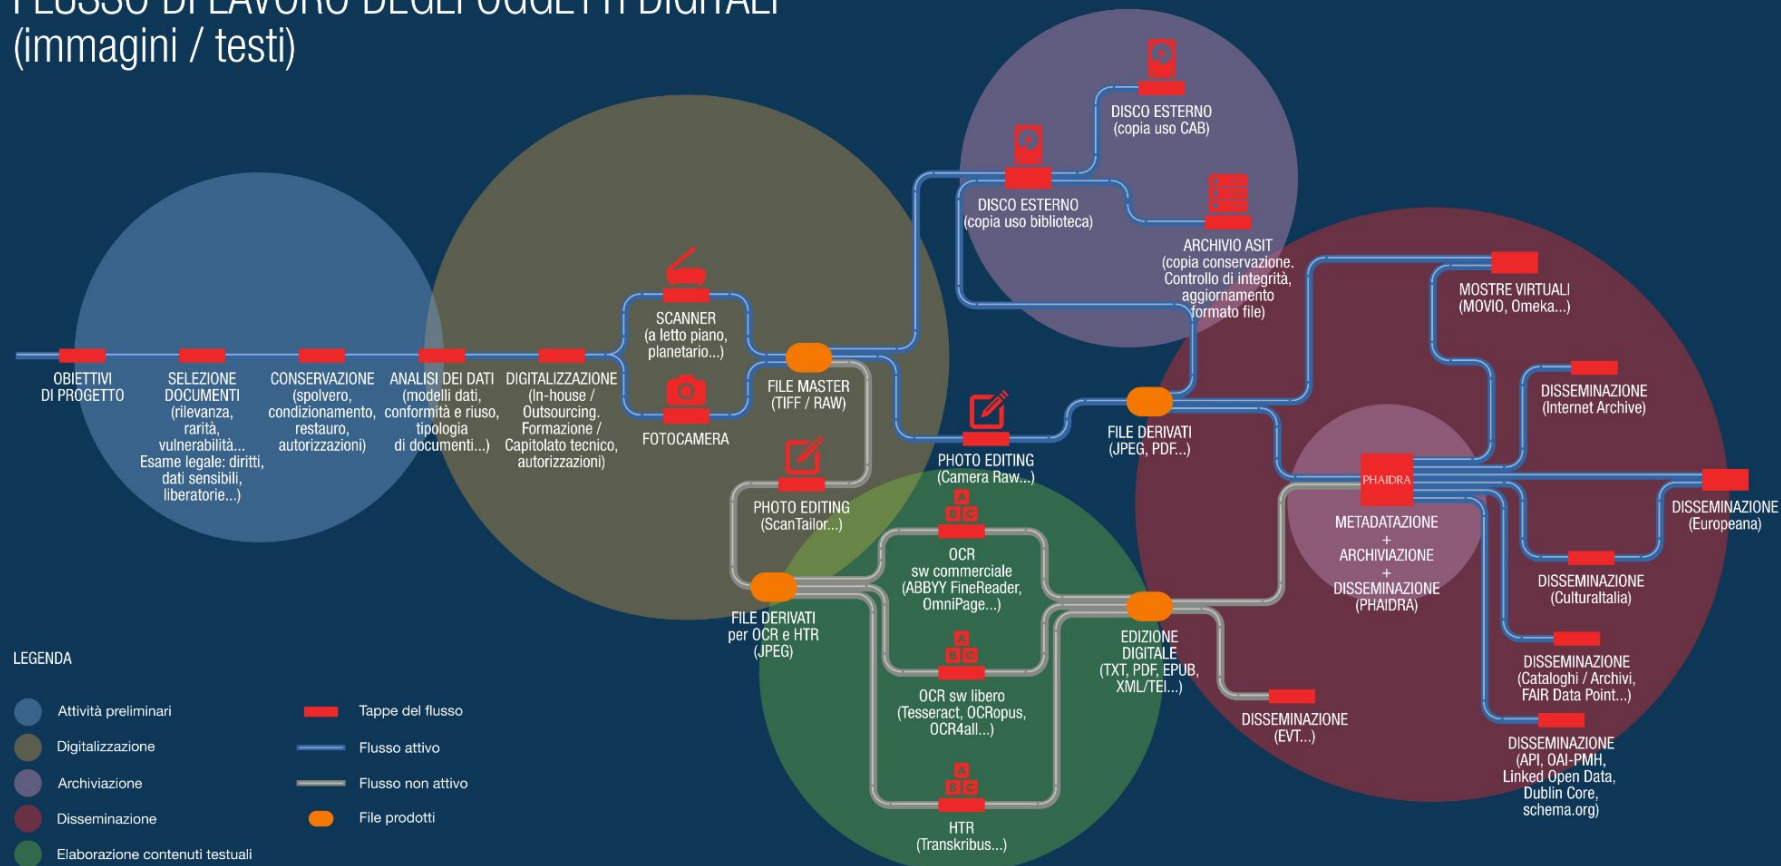 FLUSSO DI LAVORO DEGLI OGGETTI DIGITALI
(immagini / testi)
OBIETTIVI
DI PROGETTO
SELEZIONE
DOCUMENTI
(rilevanza,
rarità,
vulnerabilità...
Esame legale: diritti,
dati sensibili,
liberatorie...)
CONSERVAZIONE
(spolvero,
condizionamento,
restauro,
autorizzazioni)
ANALISI DEI DATI
(modelli dati,
conformità e riuso,
tipologia
di documenti...)
DIGITALIZZAZIONE
(In-house /
Outsourcing.
Formazione /
Capitolato tecnico,
autorizzazioni)
SCANNER
(a letto piano,
planetario...)
FOTOCAMERA
FILE MASTER
(TIFF / RAW)
PHOTO EDITING
(ScanTailor...)
FILE DERIVATI
per OCR e HTR
(JPEG)
DISCO ESTERNO
(copia uso CAB)
DISCO ESTERNO
(copia uso biblioteca)
ARCHIVIO ASIT
(copia conservazione.
Controllo di integrità,
aggiornamento
formato file)
PHOTO EDITING
(Camera Raw...)
FILE DERIVATI
(JPEG, PDF...)
A
B C
OCR
sw commerciale
(ABBYY FineReader,
OmniPage...)
A
B C
OCR sw libero
(Tesseract, OCRopus,
OCR4all...)
A
B C
HTR
(Transkribus...)
EDIZIONE
DIGITALE
(TXT, PDF, EPUB,
XML/TEI...)
DISSEMINAZIONE
(EVT...)
MOSTRE VIRTUALI
(MOVIO, Omeka...)
DISSEMINAZIONE
(Internet Archive)
PHAIDRA
METADATAZIONE
+
ARCHIVIAZIONE
+
DISSEMINAZIONE
(PHAIDRA)
DISSEMINAZIONE
(Europeana)
DISSEMINAZIONE
(CulturaItalia)
DISSEMINAZIONE
(Cataloghi / Archivi,
FAIR Data Point...)
DISSEMINAZIONE
(API, OAI-PMH,
Linked Open Data,
Dublin Core,
schema.org)
LEGENDA
Attività preliminari
Digitalizzazione
Archiviazione
Disseminazione
Elaborazione contenuti testuali
Tappe del flusso
Flusso attivo
Flusso non attivo
File prodotti